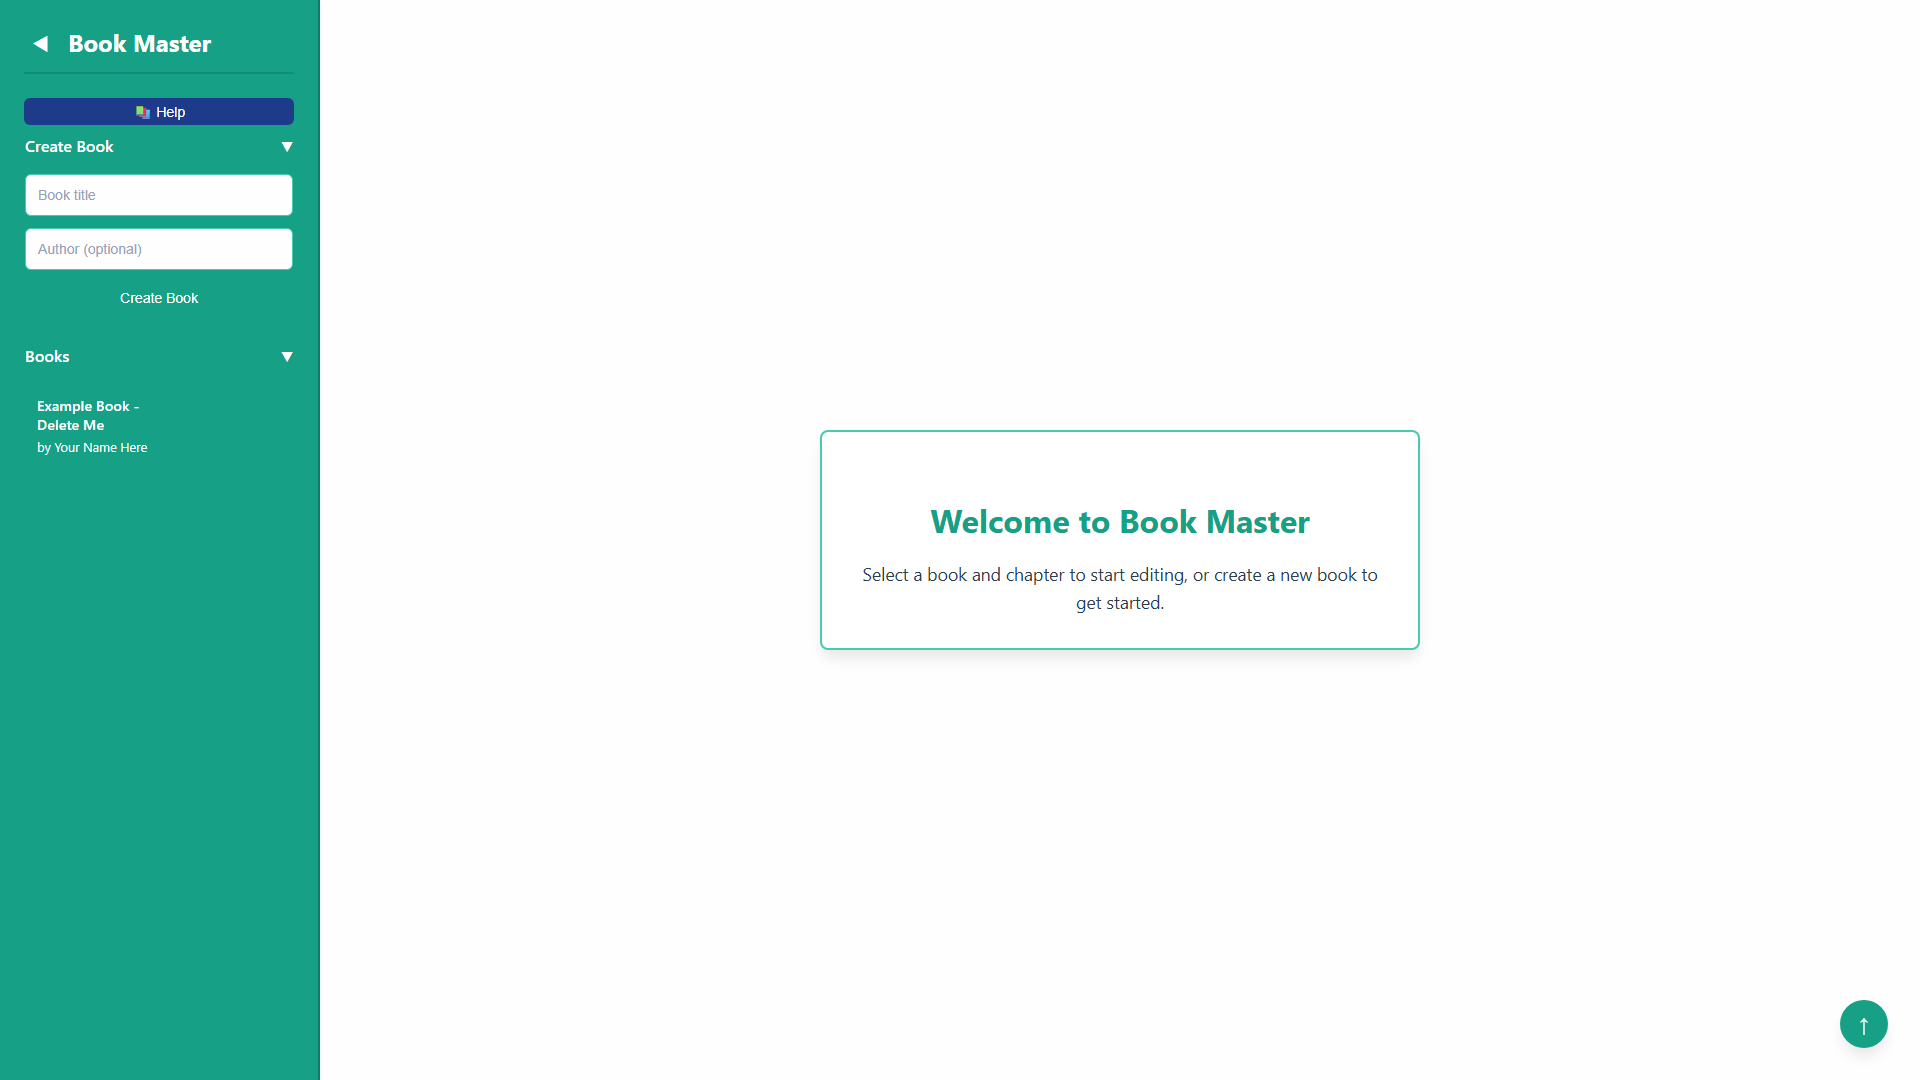 Book Master
Help
Create Book
Book title
Author (optional)
Create Book
Books
Example Book -
Delete Me
by Your Name Here
Welcome to Book Master
Select a book and chapter to start editing, or create a new book to
get started.